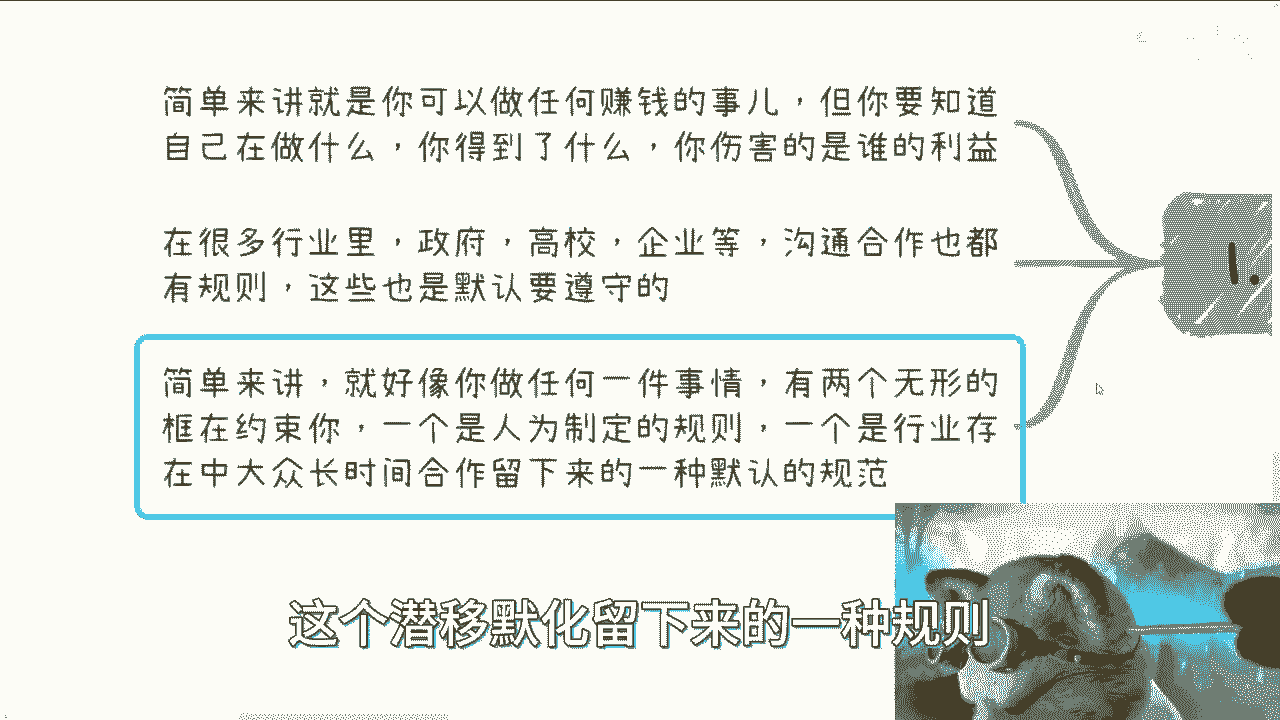 简单来讲就是你可以做任何赚钱的事儿，但你要知道
自己在做什么，你得到了什么，你伤害的是谁的利益
在很多行业里，政府，高校，企业等，沟通合作也都
有规则，这些也是默认要遵守的
简单来讲，就好像你做任何一件事情，有两个无形的
框在约束你，一个是人为制定的规则，一个是行业存
在中大众长时间合作留下来的一种默认的规范
这个潜移默化留下来的一种规则